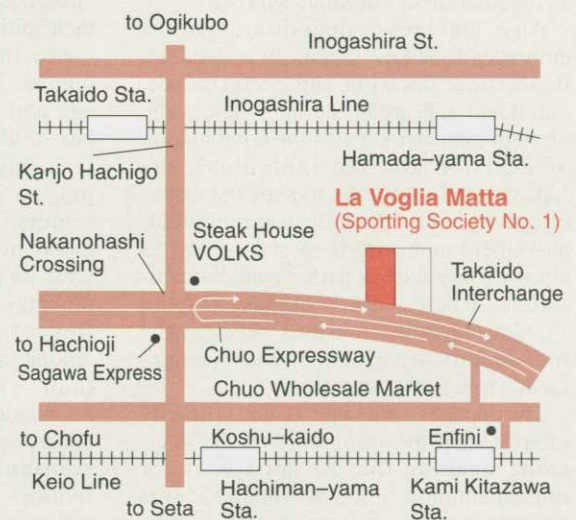 to Ogikubo
Inogashira St.
Takaido Sta.
Inogashira Line
Hamada–yama Sta.
Kanjo Hachigo
St.
La Voglia Matta
(Sporting Society No. 1)
Steak House
VOLKS
Nakanohashi
Crossing
Takaido
Interchange
to Hachioji
Sagawa Express
Chuo Expressway
Chuo Wholesale Market
to Chofu
Koshu–kaido
Enfini
Keio Line
Hachiman–yama
Sta.
Kami Kitazawa
Sta.
to Seta